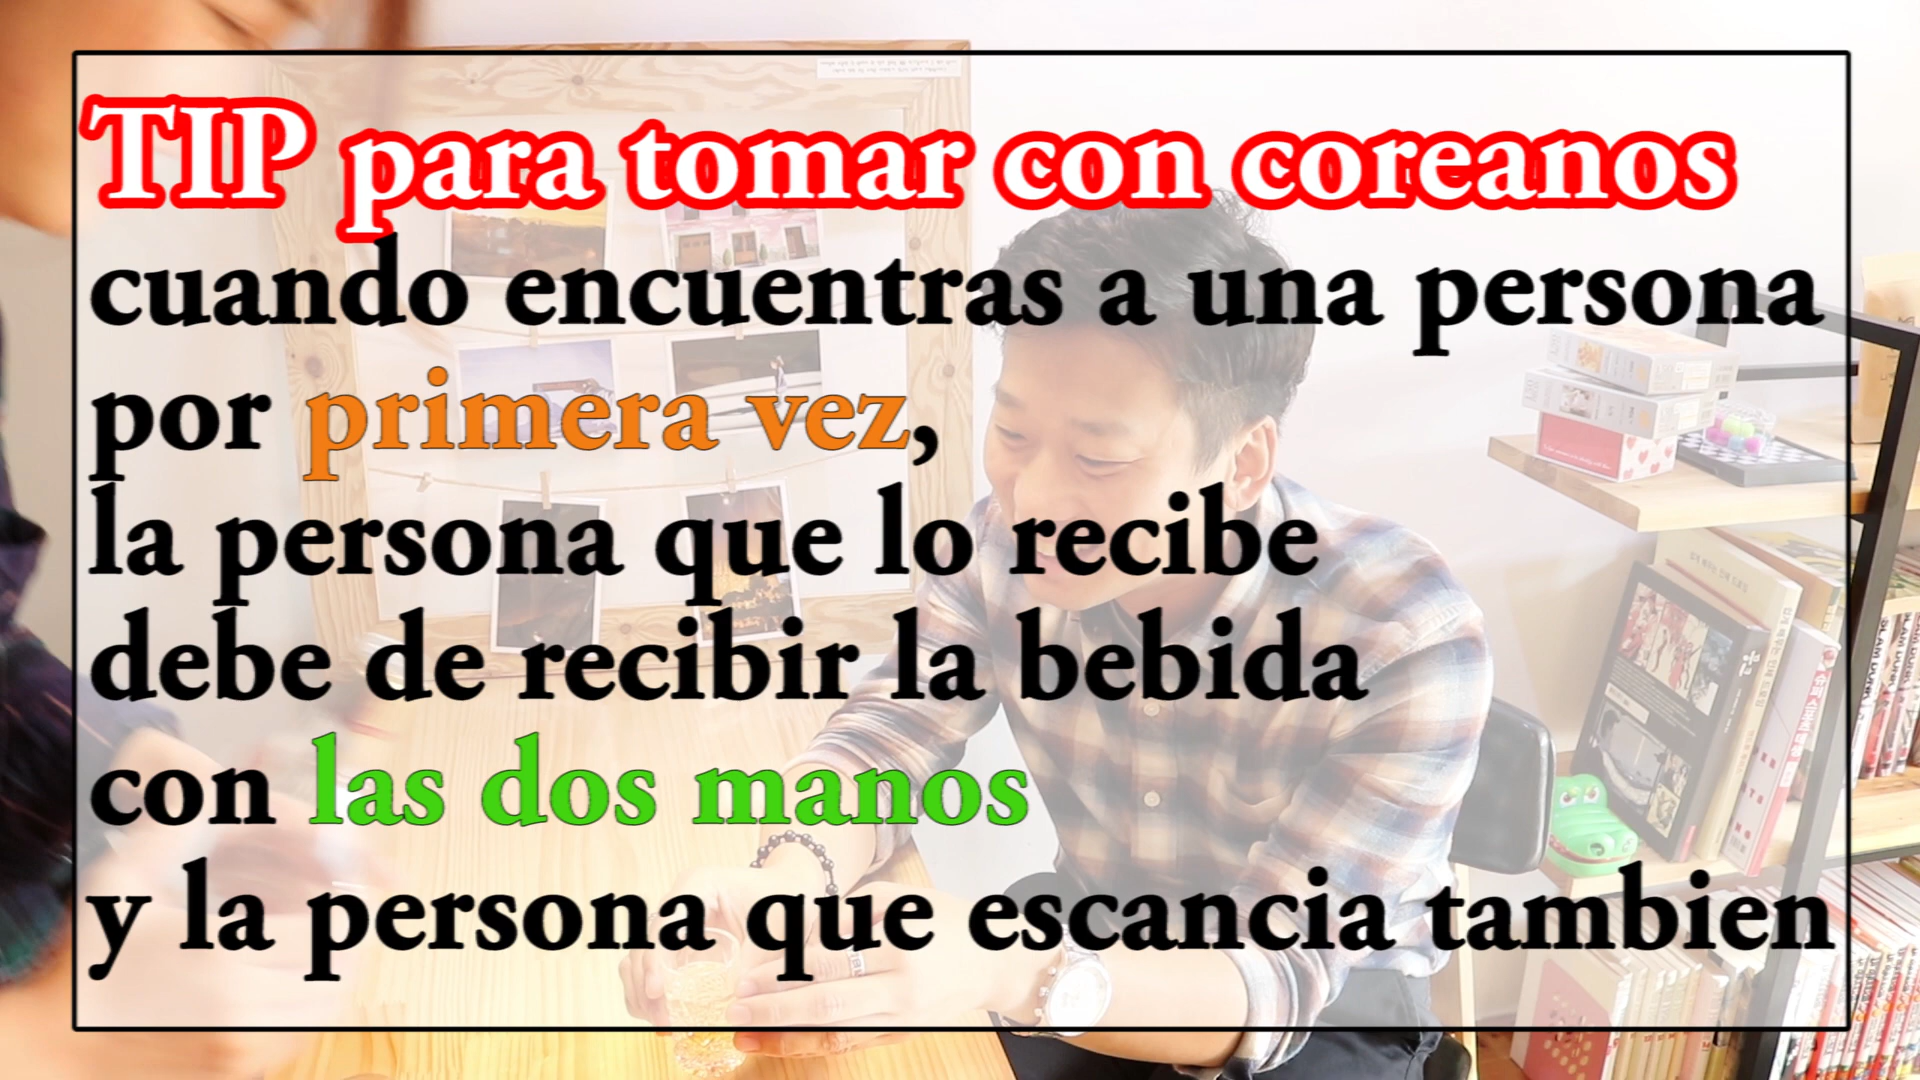 TIP para tomar con coreanos
cuando encuentras a una persona
por primera vez,
la persona que lo recibe
debe de recibir la bebida
con las dos manos
y la persona que escancia tambien